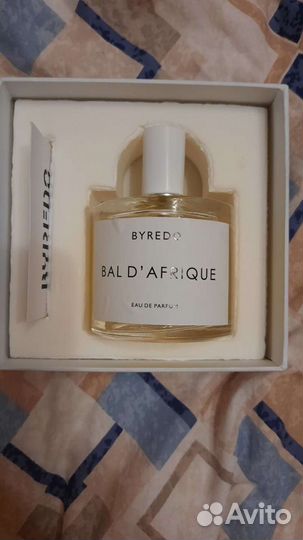 BYREDO
BAL D'AFRIQUE
EAU DE PARFUM
Avito